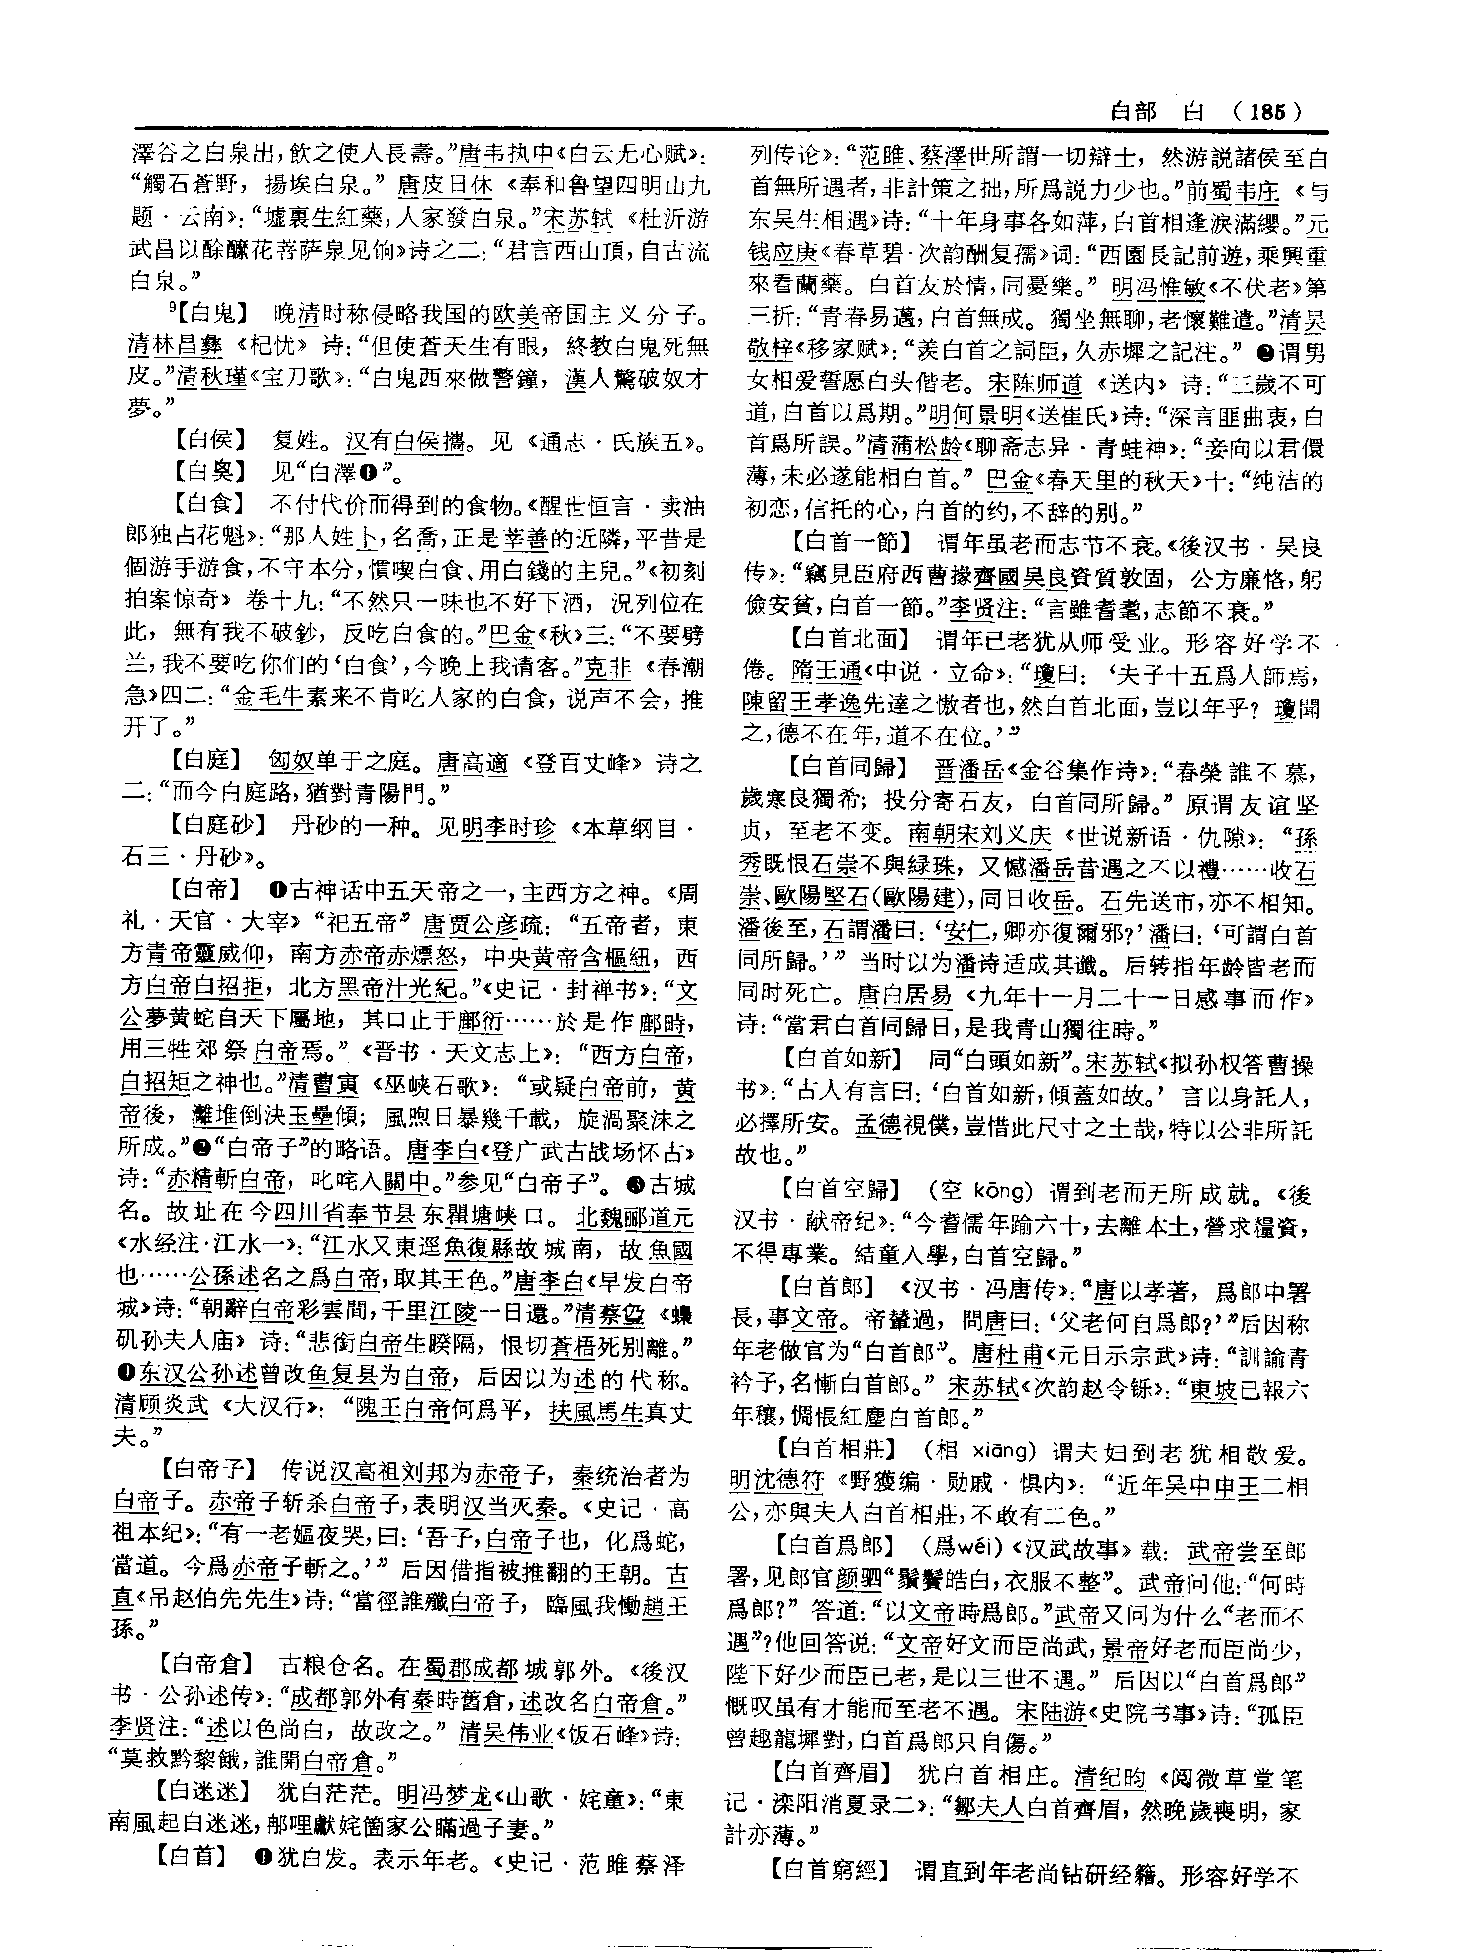 白部　白　（185）
澤谷之白泉出，飲之使人長壽。”唐韦执中《白云无心赋》：
“觸石蒼野，揚埃白泉。”唐皮日休《奉和鲁望四明山九
题·云南》：“墟裏生紅藥，人家發白泉。”宋苏轼《杜沂游
武昌以酴醾花菩萨泉见饷》诗之二：“君言西山頂，自古流
白泉。”
⁹【白鬼】　晚清时称侵略我国的欧美帝国主义分子。
清林昌彝《杞忧》诗：“但使蒼天生有眼，終教白鬼死無
皮。”清秋瑾《宝刀歌》：“白鬼西來做警鐘，漢人驚破奴才
夢。”
【白侯】　复姓。汉有白侯擕。见《通志·氏族五》。
【白臭】　见“白澤❶”。
【白食】　不付代价而得到的食物。《醒世恒言·卖油
郎独占花魁》：“那人姓卜，名喬，正是莘善的近隣，平昔是
個游手游食，不守本分，慣喫白食、用白錢的主兒。”《初刻
拍案惊奇》卷十九：“不然只一味也不好下酒，況列位在
此，無有我不破鈔，反吃白食的。”巴金《秋》三：“不要劈
兰，我不要吃你们的‘白食’，今晚上我请客。”克非《春潮
急》四二：“金毛牛素来不肯吃人家的白食，说声不会，推
开了。”
【白庭】　匈奴单于之庭。唐高適《登百丈峰》诗之
二：“而今白庭路，猶對青陽門。”
【白庭砂】　丹砂的一种。见明李时珍《本草纲目·
石三·丹砂》。
【白帝】　❶古神话中五天帝之一，主西方之神。《周
礼·天官·大宰》“祀五帝”唐贾公彦疏：“五帝者，東
方青帝靈威仰，南方赤帝赤熛怒，中央黄帝含樞紐，西
方白帝白招拒，北方黑帝汁光紀。”《史记·封禅书》：“文
公夢黄蛇自天下屬地，其口止于鄜衍……於是作鄜畤，
用三牲郊祭白帝焉。”《晋书·天文志上》：“西方白帝，
白招矩之神也。”清曹寅《巫峡石歌》：“或疑白帝前，黄
帝後，灕堆倒決玉壘傾；風煦日暴幾千載，旋渦聚沫之
所成。”❷“白帝子”的略语。唐李白《登广武古战场怀古》
诗：“赤精斬白帝，叱咤入關中。”参见“白帝子”。❸古城
名。故址在今四川省奉节县东瞿塘峡口。北魏郦道元
《水经注·江水一》：“江水又東逕魚復縣故城南，故魚國
也……公孫述名之爲白帝，取其王色。”唐李白《早发白帝
城》诗：“朝辭白帝彩雲間，千里江陵一日還。”清蔡琬《蟂
矶孙夫人庙》诗：“悲銜白帝生睽隔，恨切蒼梧死别離。”
❹东汉公孙述曾改鱼复县为白帝，后因以为述的代称。
清顾炎武《大汉行》：“隗王白帝何爲平，扶風馬生真丈
夫。”
【白帝子】　传说汉高祖刘邦为赤帝子，秦统治者为
白帝子。赤帝子斩杀白帝子，表明汉当灭秦。《史记·高
祖本纪》：“有一老嫗夜哭，曰：‘吾子，白帝子也，化爲蛇，
當道。今爲赤帝子斬之。’”后因借指被推翻的王朝。古
直《吊赵伯先先生》诗：“當徑誰殲白帝子，臨風我慟趙王
孫。”
【白帝倉】　古粮仓名。在蜀郡成都城郭外。《後汉
书·公孙述传》：“成都郭外有秦時舊倉，述改名白帝倉。”
李贤注：“述以色尚白，故改之。”清吴伟业《饭石峰》诗：
“莫救黔黎餓，誰開白帝倉。”
【白迷迷】　犹白茫茫。明冯梦龙《山歌·姹童》：“東
南風起白迷迷，郍哩獻姹箇家公瞞過子妻。”
【白首】　❶犹白发。表示年老。《史记·范雎蔡泽
列传论》：“范雎、蔡澤世所謂一切辯士，然游説諸侯至白
首無所遇者，非計策之拙，所爲説力少也。”前蜀韦庄《与
东吴生相遇》诗：“十年身事各如萍，白首相逢淚滿纓。”元
钱应庚《春草碧·次韵酬复孺》词：“西園長記前遊，乘興重
來看蘭藥。白首友於情，同憂樂。”明冯惟敏《不伏老》第
三折：“青春易邁，白首無成。獨坐無聊，老懷難遣。”清吴
敬梓《移家赋》：“羨白首之詞臣，久赤墀之記注。”❷谓男
女相爱誓愿白头偕老。宋陈师道《送内》诗：“三歲不可
道，白首以爲期。”明何景明《送崔氏》诗：“深言匪曲衷，白
首爲所誤。”清蒲松龄《聊斋志异·青蛙神》：“妾向以君儇
薄，未必遂能相白首。”巴金《春天里的秋天》十：“纯洁的
初恋，信托的心，白首的约，不辞的别。”
【白首一節】　谓年虽老而志节不衰。《後汉书·吴良
传》：“竊見臣府西曹掾齊國吴良資質敦固，公方廉恪，躬
儉安貧，白首一節。”李贤注：“言雖耆耄，志節不衰。”
【白首北面】　谓年已老犹从师受业。形容好学不
倦。隋王通《中说·立命》：“瓊曰：‘夫子十五爲人師焉，
陳留王孝逸先達之慠者也，然白首北面，豈以年乎？瓊聞
之，德不在年，道不在位。’”
【白首同歸】　晋潘岳《金谷集作诗》：“春榮誰不慕，
歲寒良獨希；投分寄石友，白首同所歸。”原谓友谊坚
贞，至老不变。南朝宋刘义庆《世说新语·仇隙》：“孫
秀既恨石崇不與緑珠，又憾潘岳昔遇之不以禮……收石
崇、歐陽堅石（歐陽建），同日收岳。石先送市，亦不相知。
潘後至，石謂潘曰：‘安仁，卿亦復爾邪？’潘曰：‘可謂白首
同所歸。’”当时以为潘诗适成其谶。后转指年龄皆老而
同时死亡。唐白居易《九年十一月二十一日感事而作》
诗：“當君白首同歸日，是我青山獨往時。”
【白首如新】　同“白頭如新”。宋苏轼《拟孙权答曹操
书》：“古人有言曰：‘白首如新，傾蓋如故。’言以身託人，
必擇所安。孟德視僕，豈惜此尺寸之土哉，特以公非所託
故也。”
【白首空歸】　（空 kōng）谓到老而无所成就。《後
汉书·献帝纪》：“今耆儒年踰六十，去離本土，營求糧資，
不得專業。結童入學，白首空歸。”
【白首郎】　《汉书·冯唐传》：“唐以孝著，爲郎中署
長，事文帝。帝輦過，問唐曰：‘父老何自爲郎？’”后因称
年老做官为“白首郎”。唐杜甫《元日示宗武》诗：“訓諭青
衿子，名慚白首郎。”宋苏轼《次韵赵令铄》：“東坡已報六
年穰，惆悵紅塵白首郎。”
【白首相莊】　（相 xiāng）谓夫妇到老犹相敬爱。
明沈德符《野獲编·勋戚·惧内》：“近年吴中申王二相
公，亦與夫人白首相莊，不敢有二色。”
【白首爲郎】　（爲wéi）《汉武故事》载：武帝尝至郎
署，见郎官颜驷“鬚鬢皓白，衣服不整”。武帝问他：“何時
爲郎？”答道：“以文帝時爲郎。”武帝又问为什么“老而不
遇”？他回答说：“文帝好文而臣尚武，景帝好老而臣尚少，
陛下好少而臣已老，是以三世不遇。”后因以“白首爲郎”
慨叹虽有才能而至老不遇。宋陆游《史院书事》诗：“孤臣
曾趣龍墀對，白首爲郎只自傷。”
【白首齊眉】　犹白首相庄。清纪昀《阅微草堂笔
记·滦阳消夏录二》：“鄒夫人白首齊眉，然晚歲喪明，家
計亦薄。”
【白首窮經】　谓直到年老尚钻研经籍。形容好学不